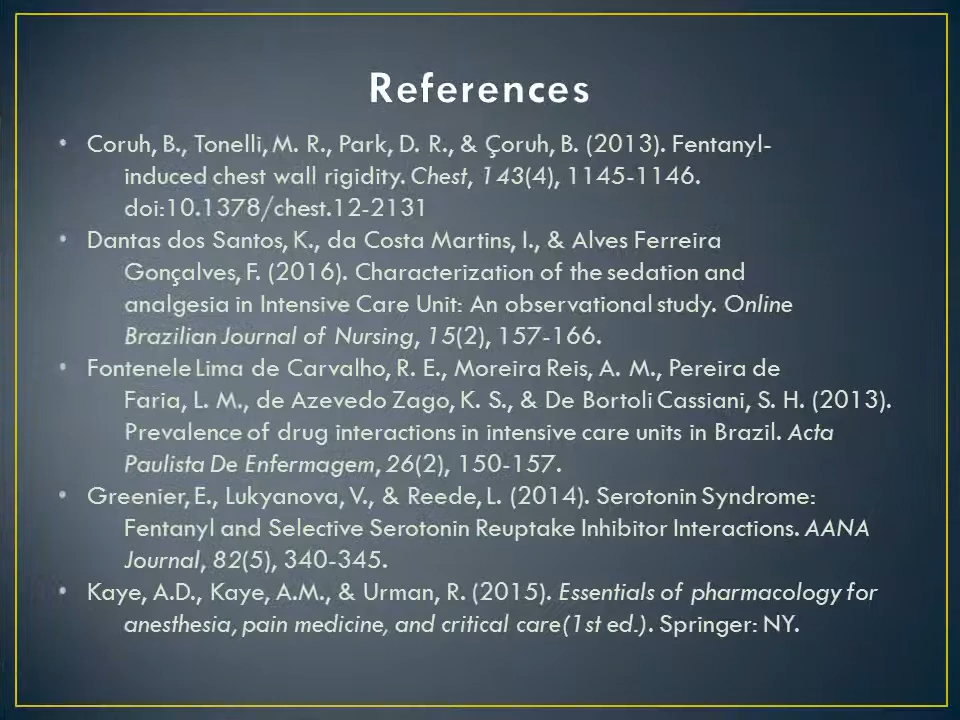 References
• Coruh, B., Tonelli, M. R., Park, D. R., & Çoruh, B. (2013). Fentanyl-
induced chest wall rigidity. Chest, 143(4), 1145-1146.
doi:10.1378/chest.12-2131
• Dantas dos Santos, K., da Costa Martins, I., & Alves Ferreira
Gonçalves, F. (2016). Characterization of the sedation and
analgesia in Intensive Care Unit: An observational study. Online
Brazilian Journal of Nursing, 15(2), 157-166.
• Fontenele Lima de Carvalho, R. E., Moreira Reis, A. M., Pereira de
Faria, L. M., de Azevedo Zago, K. S., & De Bortoli Cassiani, S. H. (2013).
Prevalence of drug interactions in intensive care units in Brazil. Acta
Paulista De Enfermagem, 26(2), 150-157.
• Greenier, E., Lukyanova, V., & Reede, L. (2014). Serotonin Syndrome:
Fentanyl and Selective Serotonin Reuptake Inhibitor Interactions. AANA
Journal, 82(5), 340-345.
• Kaye, A.D., Kaye, A.M., & Urman, R. (2015). Essentials of pharmacology for
anesthesia, pain medicine, and critical care(1st ed.). Springer: NY.